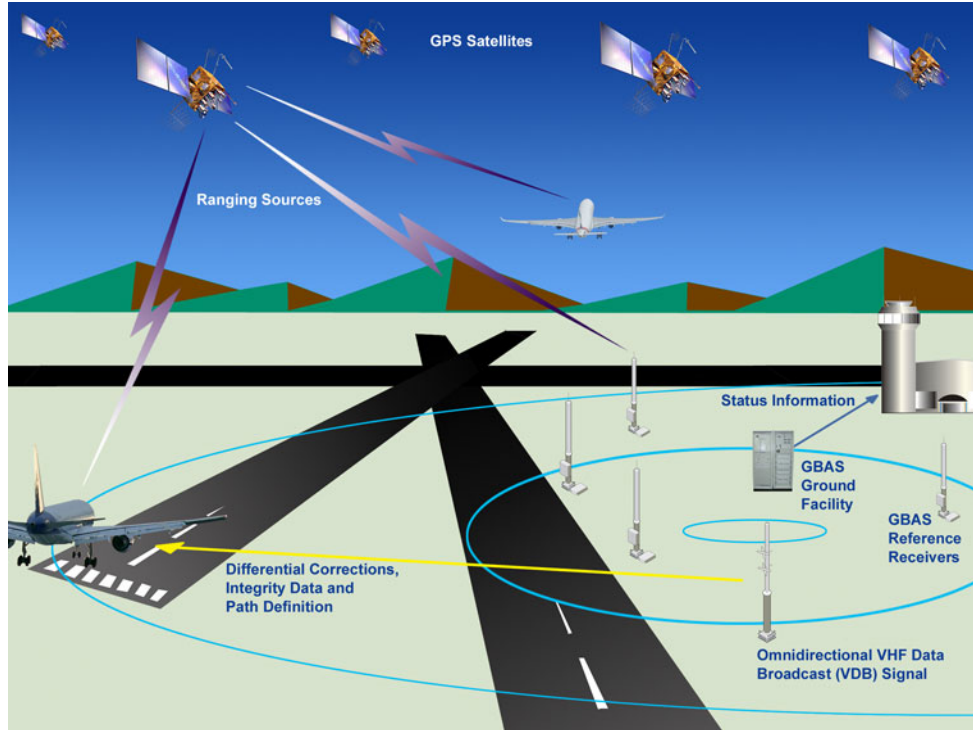 GPS Satellites
Ranging Sources
Status Information
GBAS
Ground
Facility
GBAS
Reference
Receivers
Differential Corrections,
Integrity Data and
Path Definition
Omnidirectional VHF Data
Broadcast (VDB) Signal